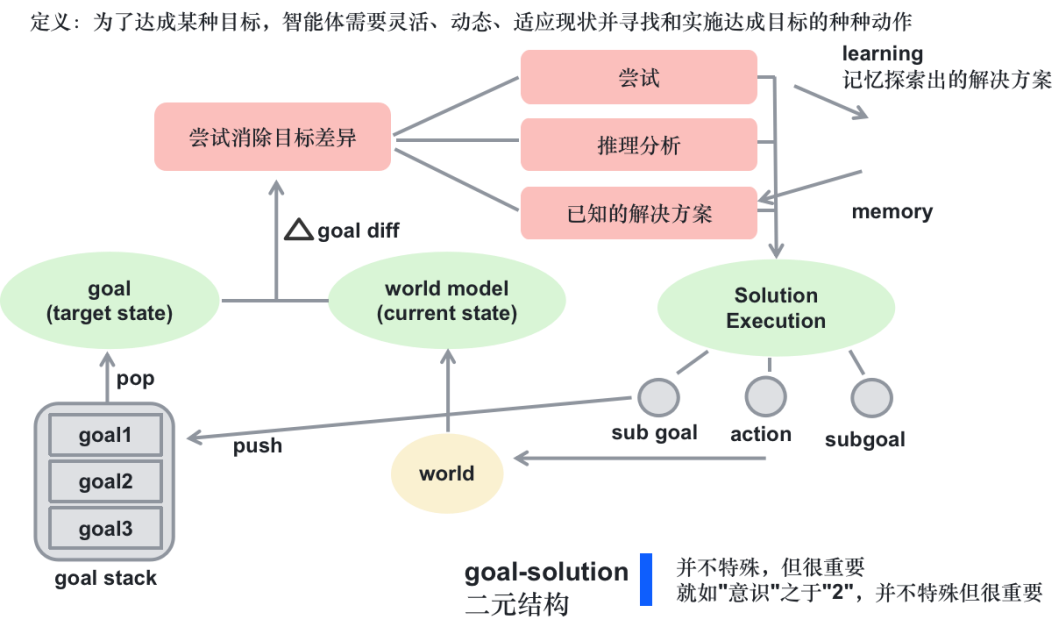 定义：为了达成某种目标，智能体需要灵活、动态、适应现状并寻找和实施达成目标的种种动作
learning
记忆探索出的解决方案
尝试
尝试消除目标差异
推理分析
已知的解决方案
memory
goal diff
goal
(target state)
world model
(current state)
Solution
Execution
pop
goal1
goal2
goal3
goal stack
push
sub goal
action
subgoal
world
goal-solution
二元结构
并不特殊，但很重要
就如"意识"之于"2"，并不特殊但很重要